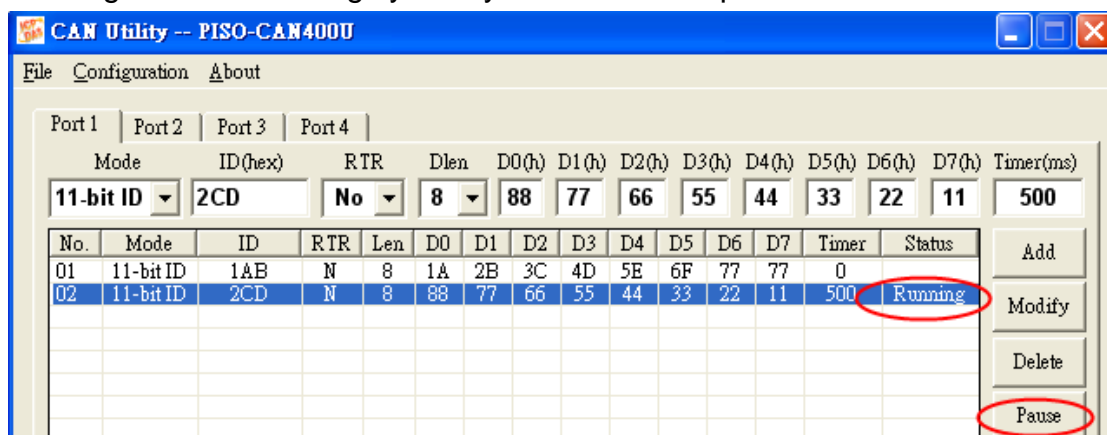 CAN Utility -- PISO-CAN400U
File Configuration About
Port 1 Port 2 Port 3 Port 4
Mode ID(hex) RTR Dlen D0(h) D1(h) D2(h) D3(h) D4(h) D5(h) D6(h) D7(h) Timer(ms)
11-bit ID 2CD No 8 88 77 66 55 44 33 22 11 500
No. Mode ID RTR Len D0 D1 D2 D3 D4 D5 D6 D7 Timer Status
Add
01 11-bit ID 1AB N 8 1A 2B 3C 4D 5E 6F 77 77 0
02 11-bit ID 2CD N 8 88 77 66 55 44 33 22 11 500 Running
Modify
Delete
Pause